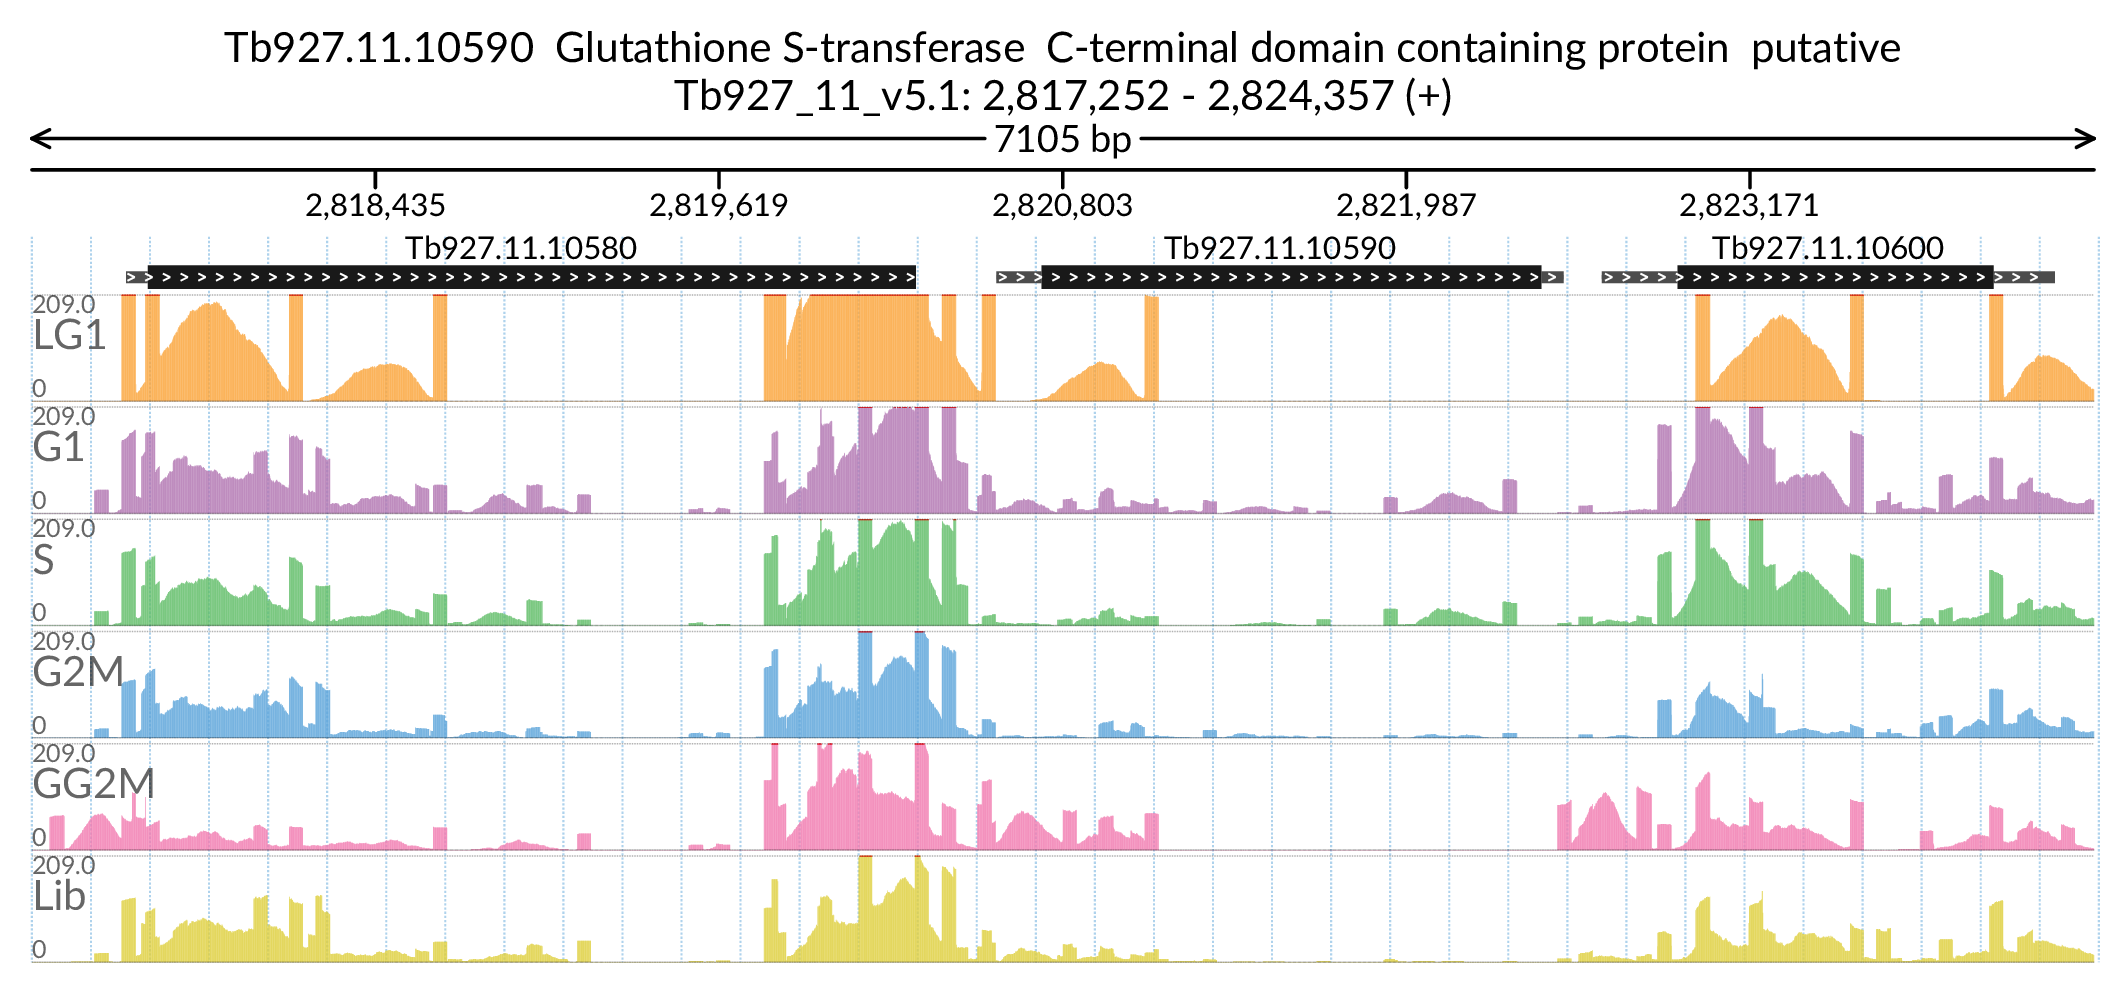 Tb927.11.10590 Glutathione S-transferase C-terminal domain containing protein putative
Tb927_11_v5.1: 2,817,252 - 2,824,357 (+)
7105 bp
2,818,435 2,819,619 2,820,803 2,821,987 2,823,171
Tb927.11.10580 Tb927.11.10590 Tb927.11.10600
209.0
LG1
0
209.0
G1
0
209.0
S
0
209.0
G2M
0
209.0
GG2M
0
209.0
Lib
0